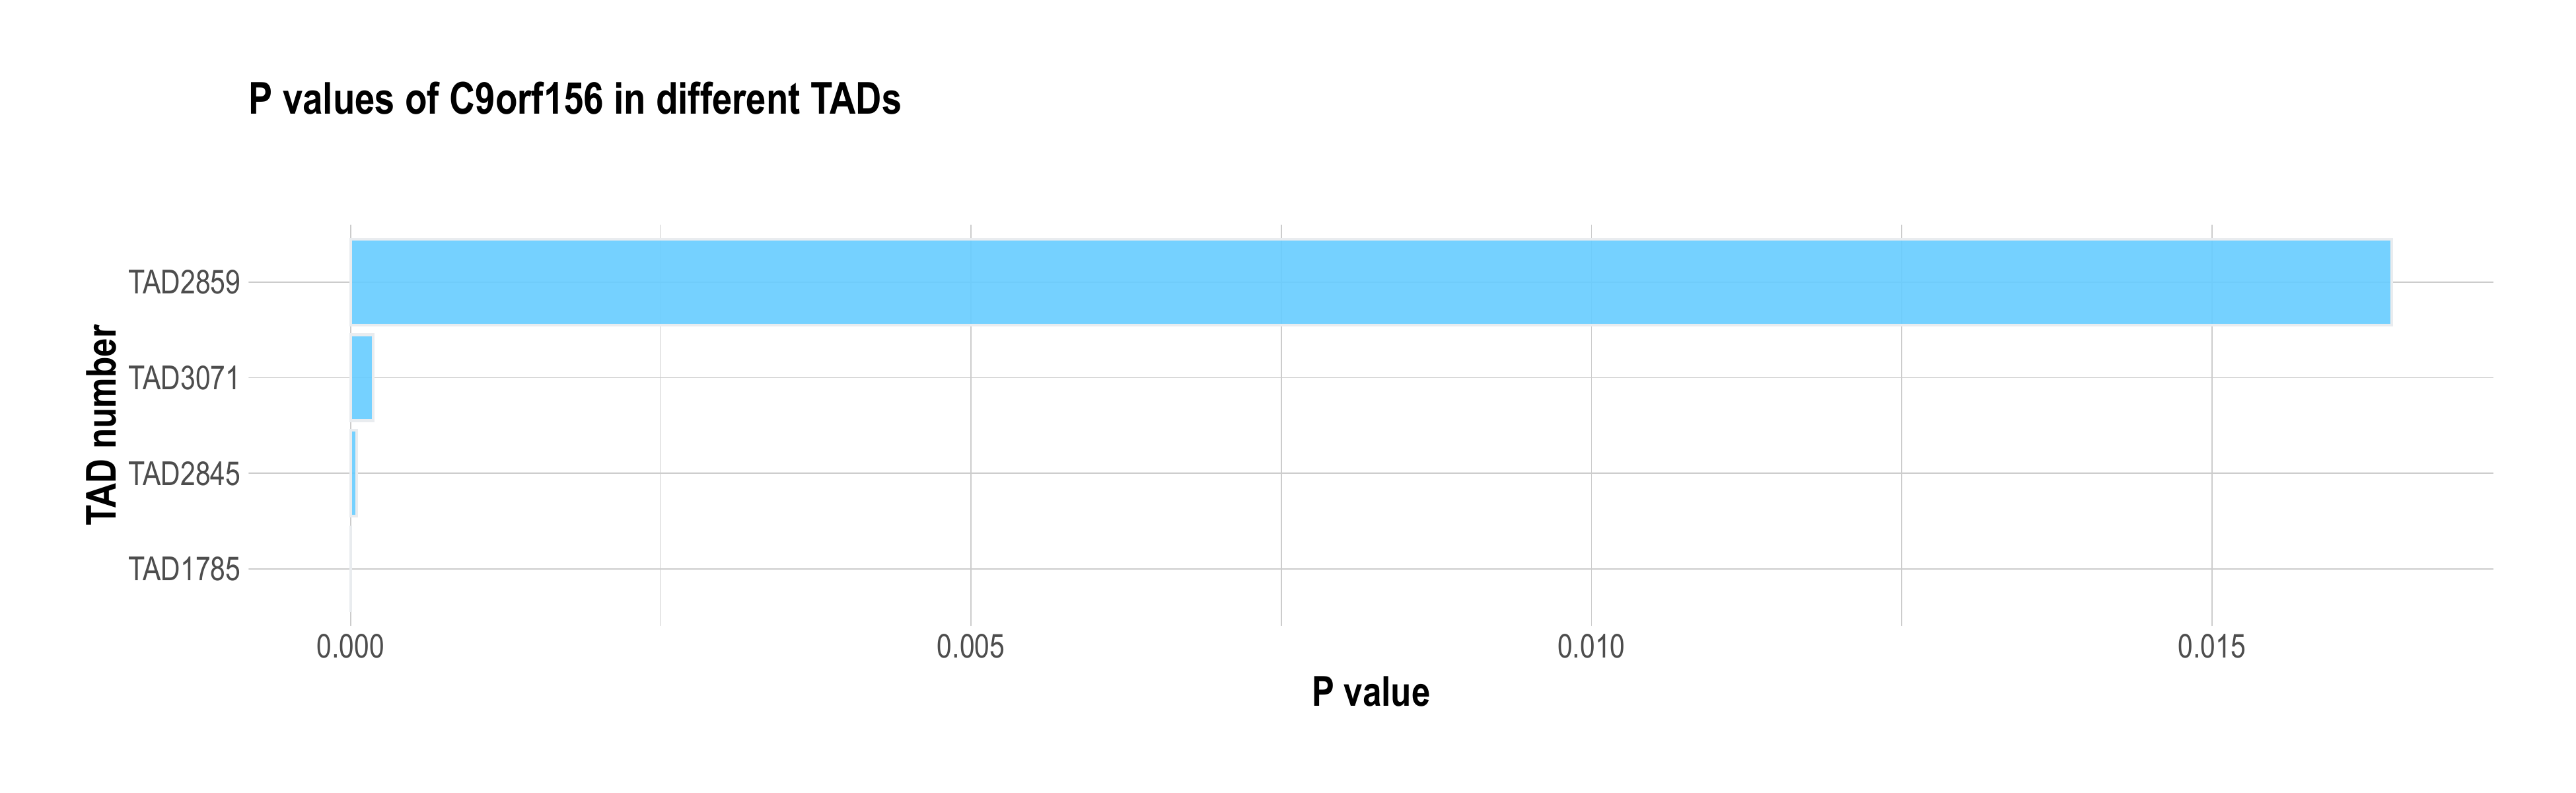 P values of C9orf156 in different TADs
TAD number
TAD2859
TAD3071
TAD2845
TAD1785
0.000 0.005 0.010 0.015
P value